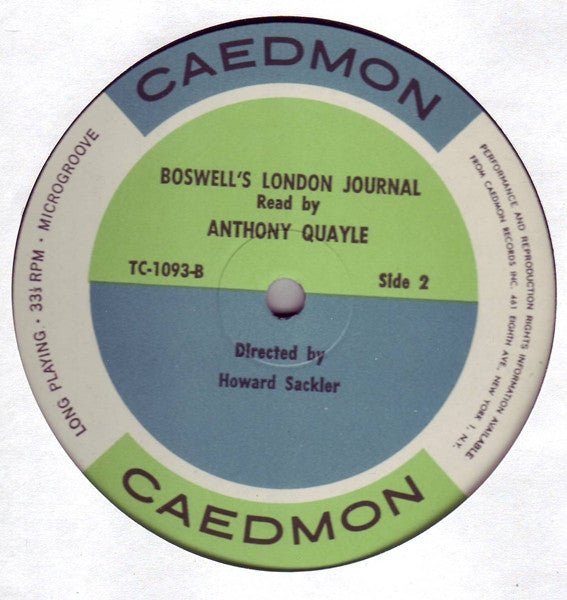 CAEDMON
BOSWELL'S LONDON JOURNAL
Read by
ANTHONY QUAYLE
TC-1093-B
Side 2
Directed by
Howard Sackler
LONG PLAYING · 33⅓ RPM · MICROGROOVE
PERFORMANCE AND REPRODUCTION RIGHTS INFORMATION AVAILABLE
FROM CAEDMON RECORDS INC. 461 EIGHTH AVE., NEW YORK 1, N.Y.
CAEDMON